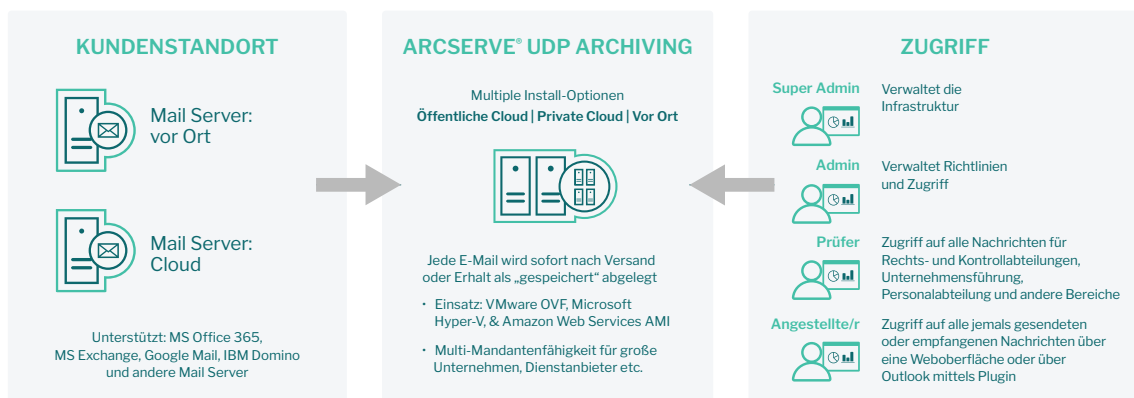 KUNDENSTANDORT
Mail Server:
vor Ort
Mail Server:
Cloud
Unterstützt: MS Office 365,
MS Exchange, Google Mail, IBM Domino
und andere Mail Server
ARCSERVE® UDP ARCHIVING
Multiple Install-Optionen
Öffentliche Cloud | Private Cloud | Vor Ort
Jede E-Mail wird sofort nach Versand
oder Erhalt als „gespeichert“ abgelegt
• Einsatz: VMware OVF, Microsoft
Hyper-V, & Amazon Web Services AMI
• Multi-Mandantenfähigkeit für große
Unternehmen, Dienstanbieter etc.
ZUGRIFF
Super Admin
Verwaltet die
Infrastruktur
Admin
Verwaltet Richtlinien
und Zugriff
Prüfer
Zugriff auf alle Nachrichten für
Rechts- und Kontrollabteilungen,
Unternehmensführung,
Personalabteilung und andere Bereiche
Angestellte/r
Zugriff auf alle jemals gesendeten
oder empfangenen Nachrichten über
eine Weboberfläche oder über
Outlook mittels Plugin